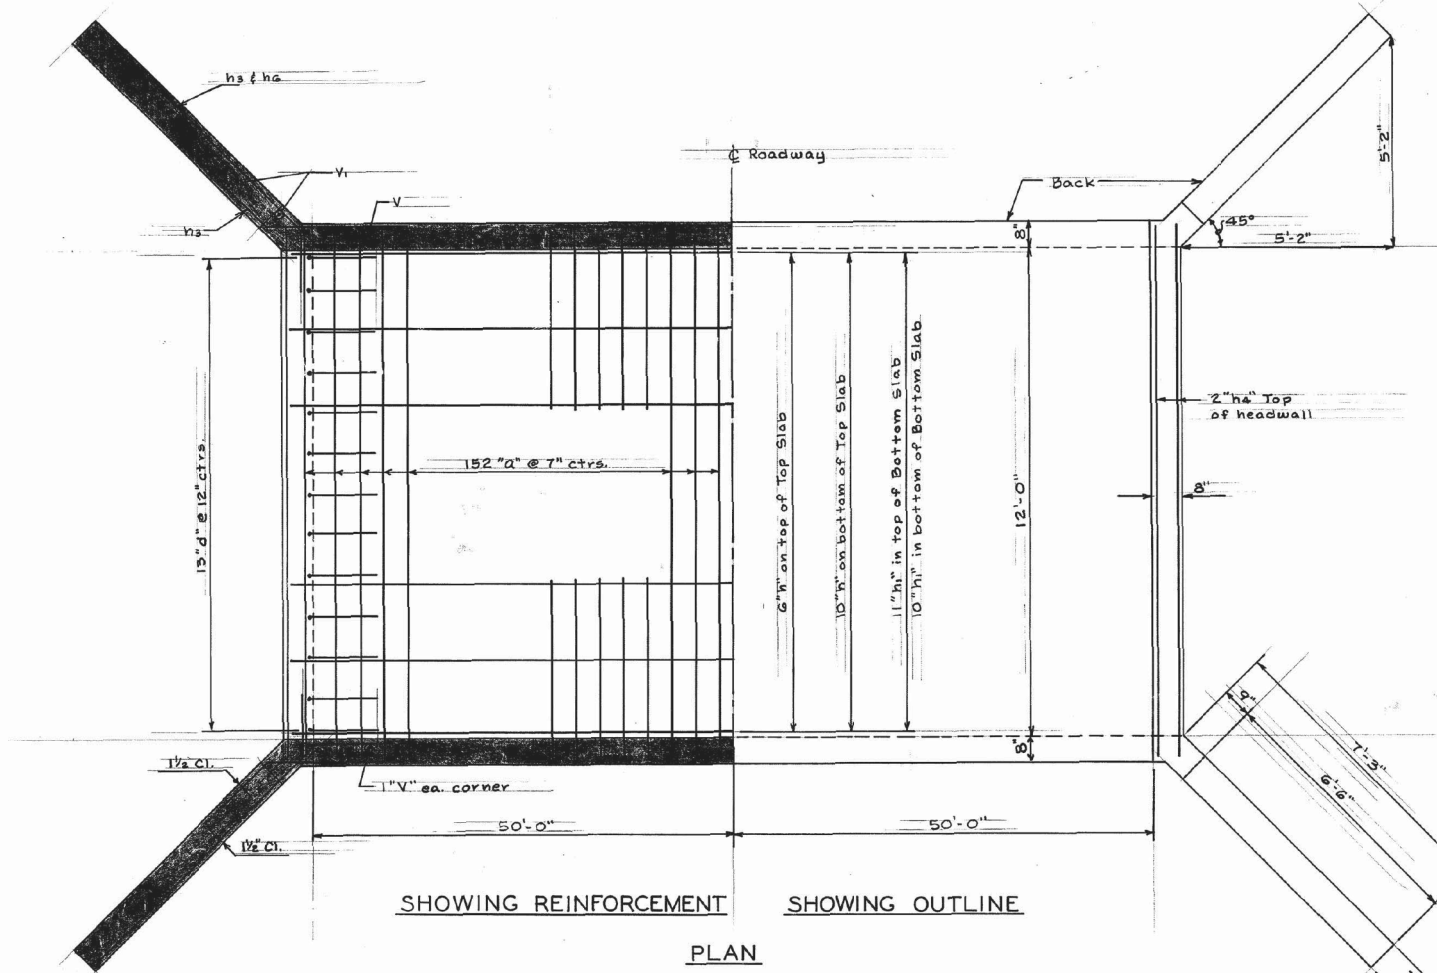 h3 & h6
V1
V
h3
℄ Roadway
Back
5'-2"
45°
5'-2"
8"
13 "d" @ 12" ctrs.
152 "a" @ 7" ctrs.
6 "h" on top of Top Slab
10 "h" on bottom of Top Slab
11 "h1" in top of Bottom Slab
10 "h1" in bottom of Bottom Slab
12'-0"
2 "h4" Top
of headwall
8"
8"
1½ Cl.
1 "V" ea. corner
1½" Cl.
50'-0"
50'-0"
9"
7'-3"
6'-6"
SHOWING REINFORCEMENT
SHOWING OUTLINE
PLAN